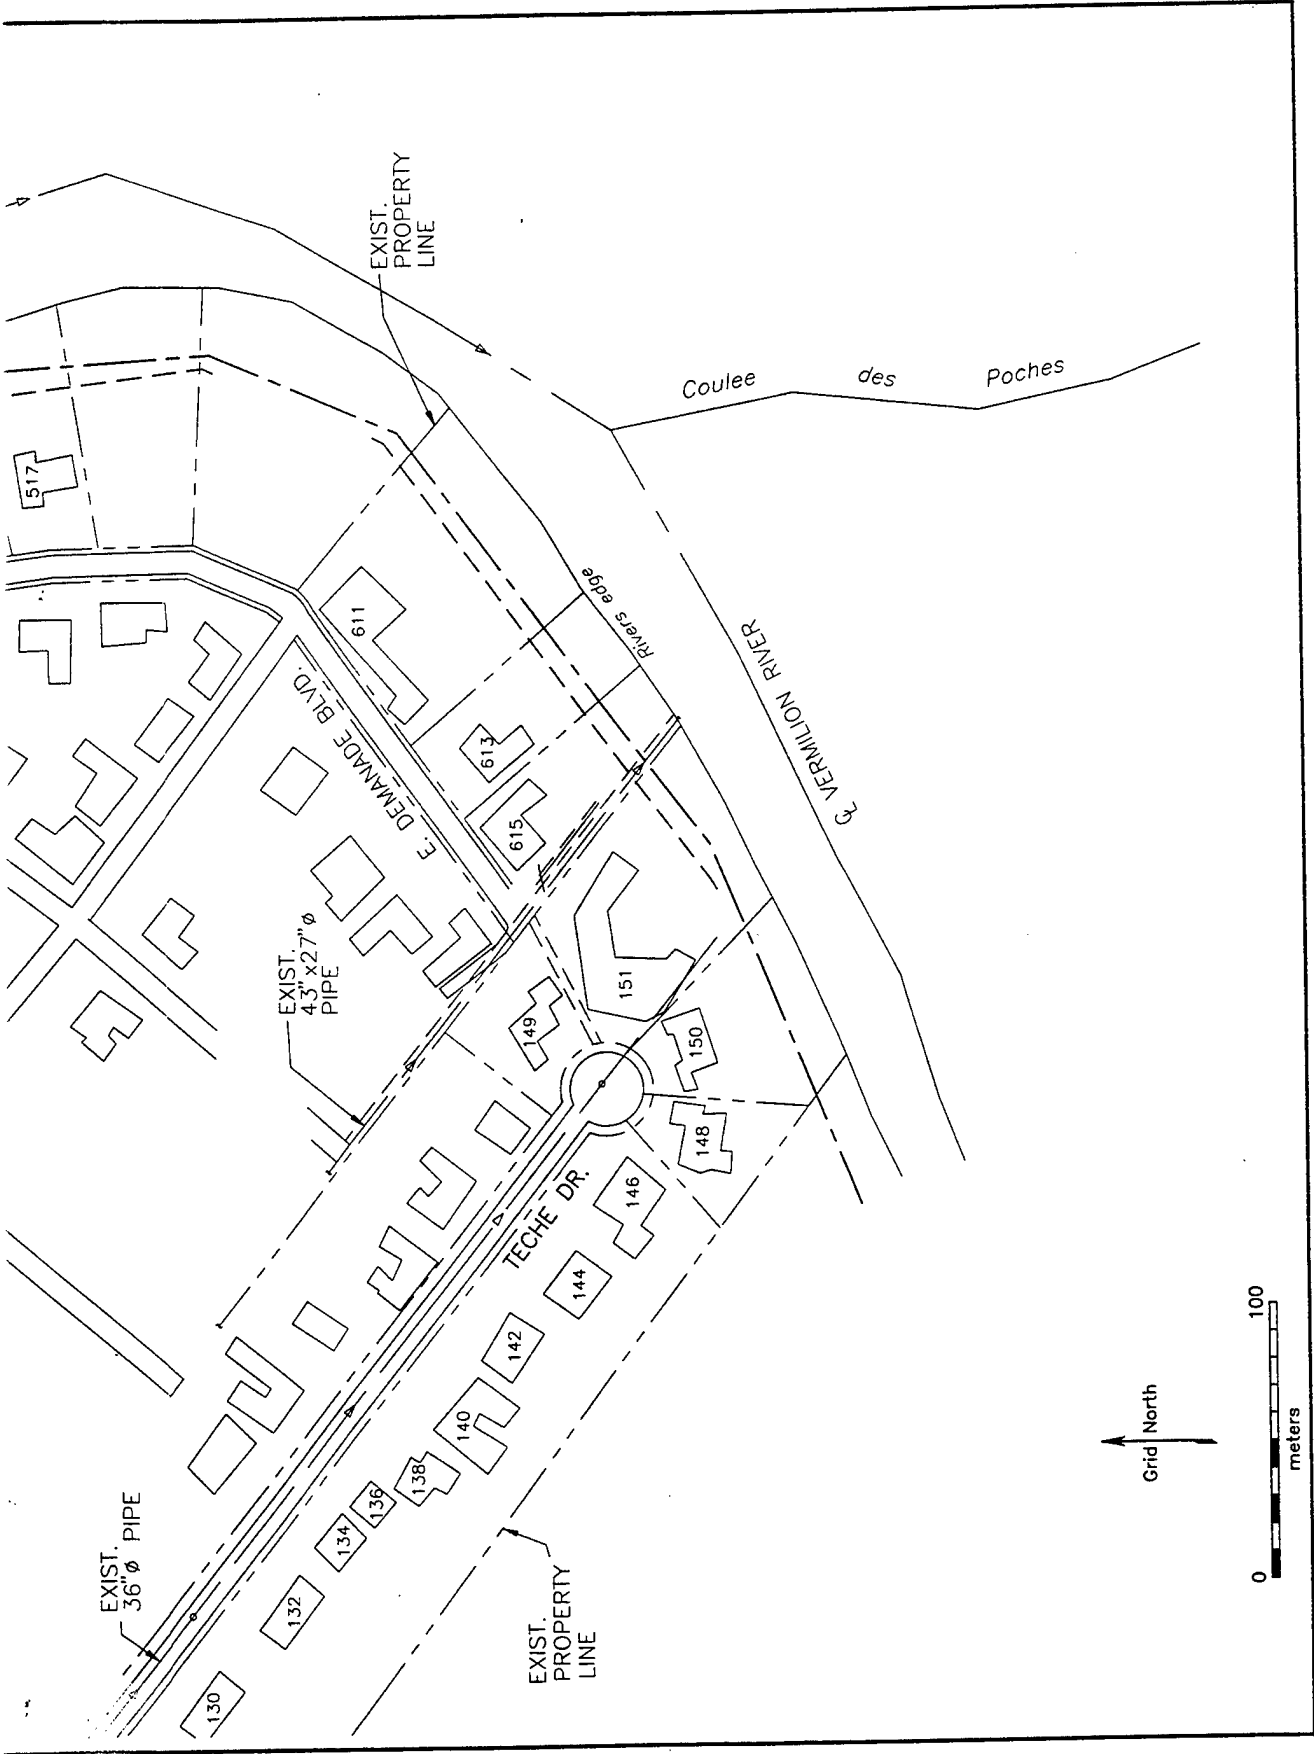 EXIST.
PROPERTY
LINE
517
Coulee des Poches
611
Rivers edge
E. DEMANADE BLVD.
613
615
℄ VERMILION RIVER
EXIST.
43"x27"ø
PIPE
149
151
150
148
146
TECHE DR.
144
142
140
138
136
134
132
130
EXIST.
36"ø PIPE
EXIST.
PROPERTY
LINE
Grid North
0 100
meters